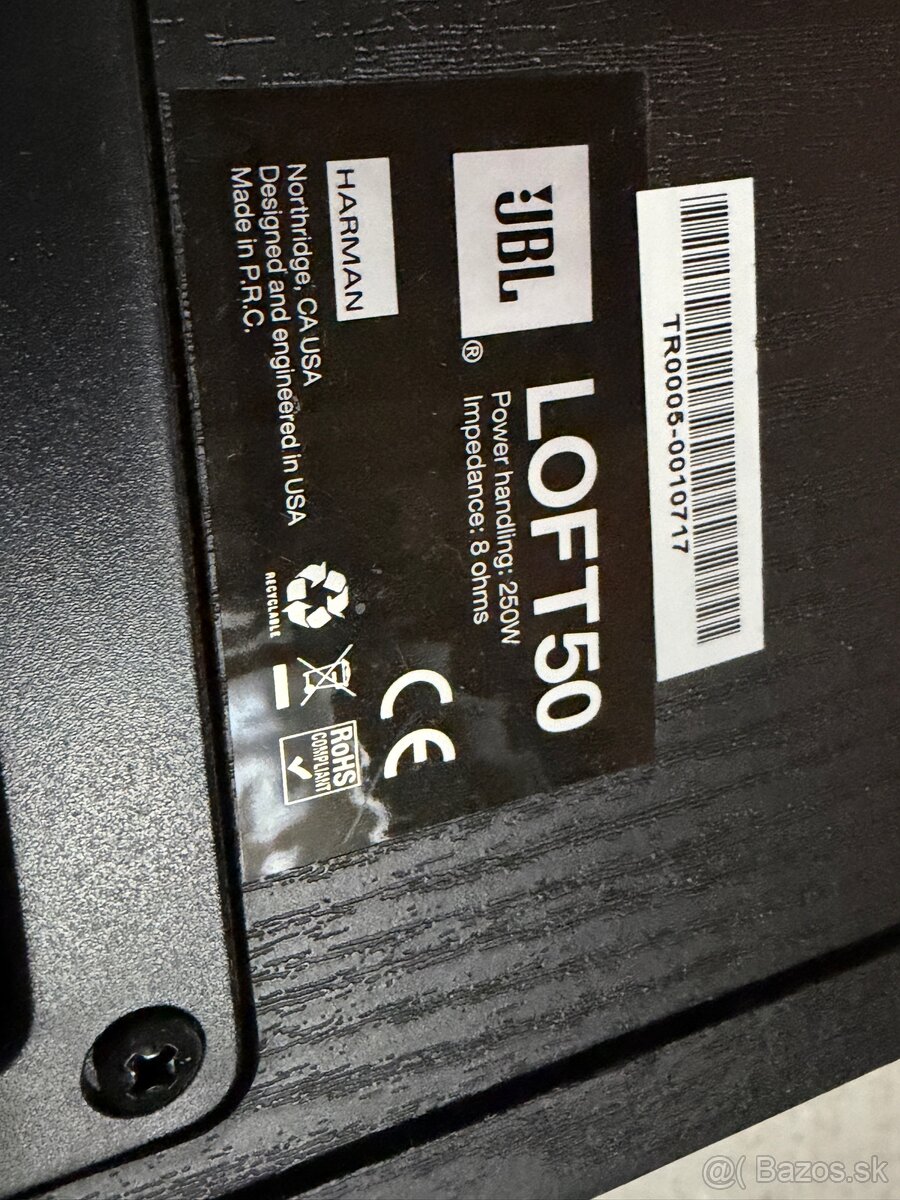 TR0005-0010717
JBL®
LOFT50
Power handling: 250W
Impedance: 8 ohms
HARMAN
Northridge, CA USA
Designed and engineered in USA
Made in P.R.C.
CE
RECYCLABLE
RoHS
COMPLIANT
@( Bazos.sk